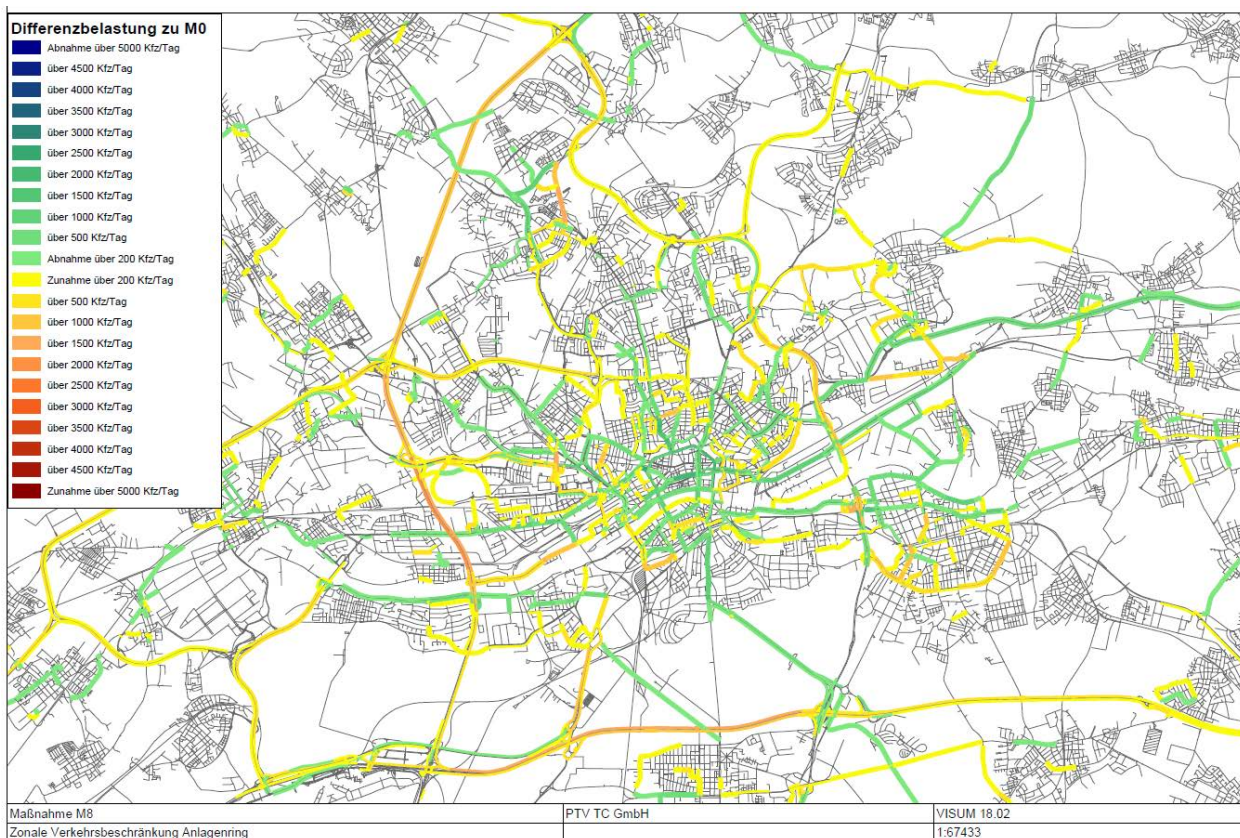 Differenzbelastung zu M0
Abnahme über 5000 Kfz/Tag
über 4500 Kfz/Tag
über 4000 Kfz/Tag
über 3500 Kfz/Tag
über 3000 Kfz/Tag
über 2500 Kfz/Tag
über 2000 Kfz/Tag
über 1500 Kfz/Tag
über 1000 Kfz/Tag
über 500 Kfz/Tag
Abnahme über 200 Kfz/Tag
Zunahme über 200 Kfz/Tag
über 500 Kfz/Tag
über 1000 Kfz/Tag
über 1500 Kfz/Tag
über 2000 Kfz/Tag
über 2500 Kfz/Tag
über 3000 Kfz/Tag
über 3500 Kfz/Tag
über 4000 Kfz/Tag
über 4500 Kfz/Tag
Zunahme über 5000 Kfz/Tag
Maßnahme M8
PTV TC GmbH
VISUM 18.02
Zonale Verkehrsbeschränkung Anlagenring
1:67433